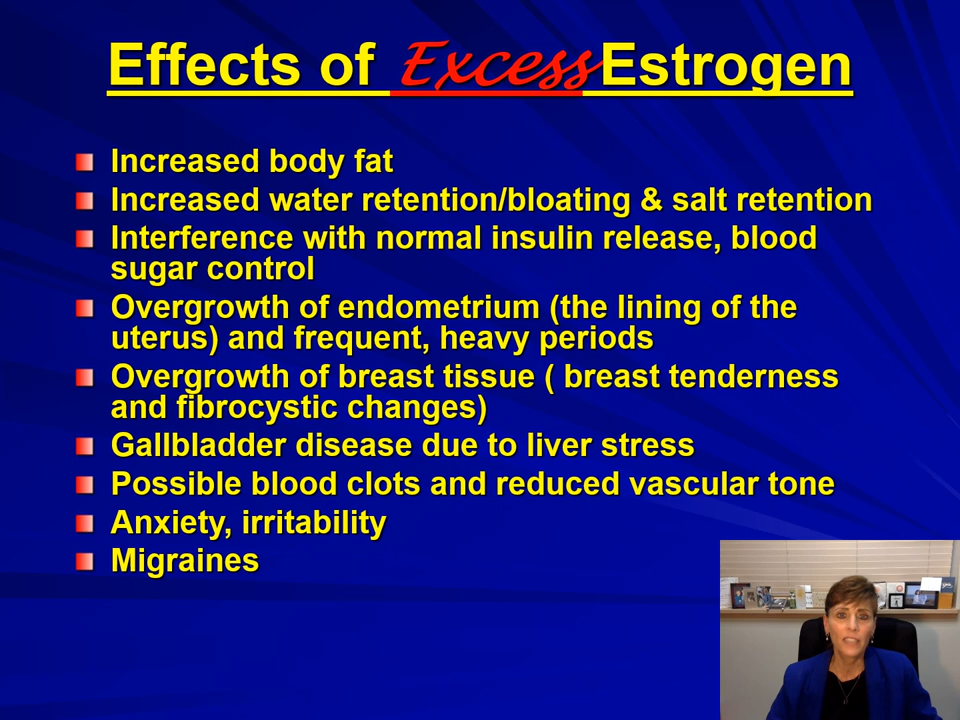 Effects of Excess Estrogen
Increased body fat
Increased water retention/bloating & salt retention
Interference with normal insulin release, blood
sugar control
Overgrowth of endometrium (the lining of the
uterus) and frequent, heavy periods
Overgrowth of breast tissue ( breast tenderness
and fibrocystic changes)
Gallbladder disease due to liver stress
Possible blood clots and reduced vascular tone
Anxiety, irritability
Migraines